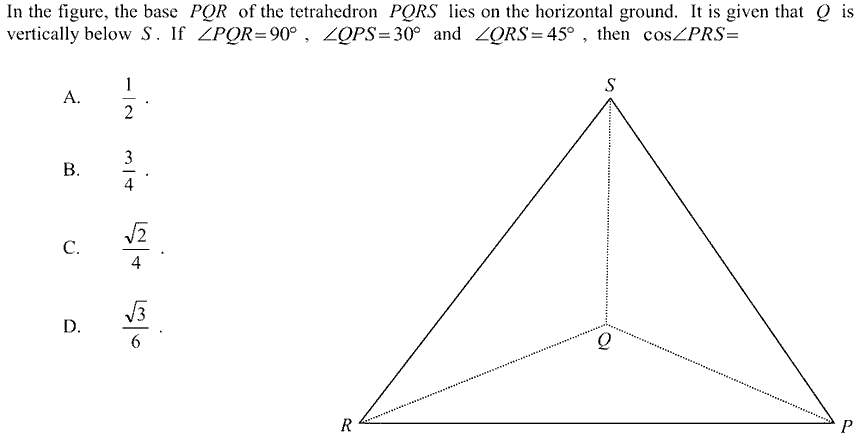 In the figure, the base PQR of the tetrahedron PQRS lies on the horizontal ground. It is given that Q is
vertically below S. If ∠PQR=90°, ∠QPS=30° and ∠QRS=45°, then cos∠PRS=
A. 1/2.
B. 3/4.
C. √2/4.
D. √3/6.
S
Q
R
P